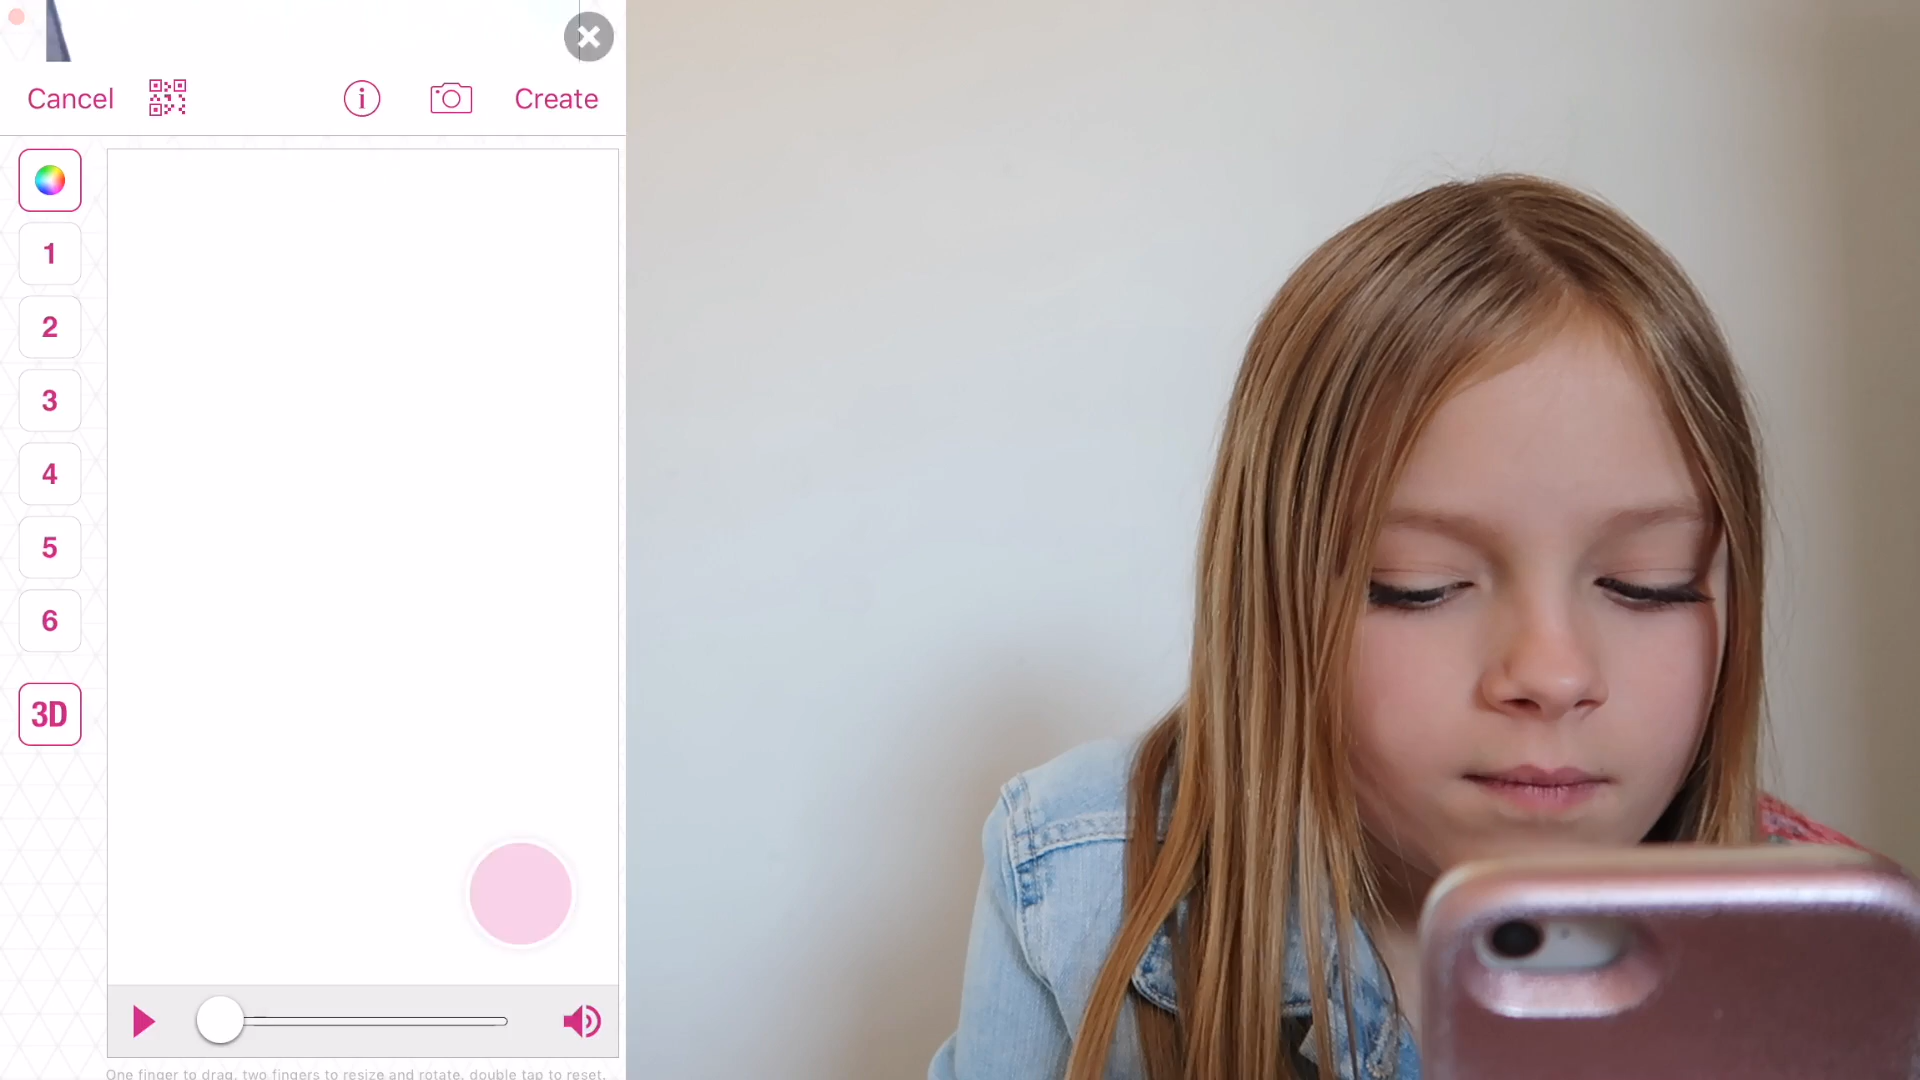 Cancel
Create
1
2
3
4
5
6
3D
One finger to drag, two fingers to resize and rotate, double tap to reset.